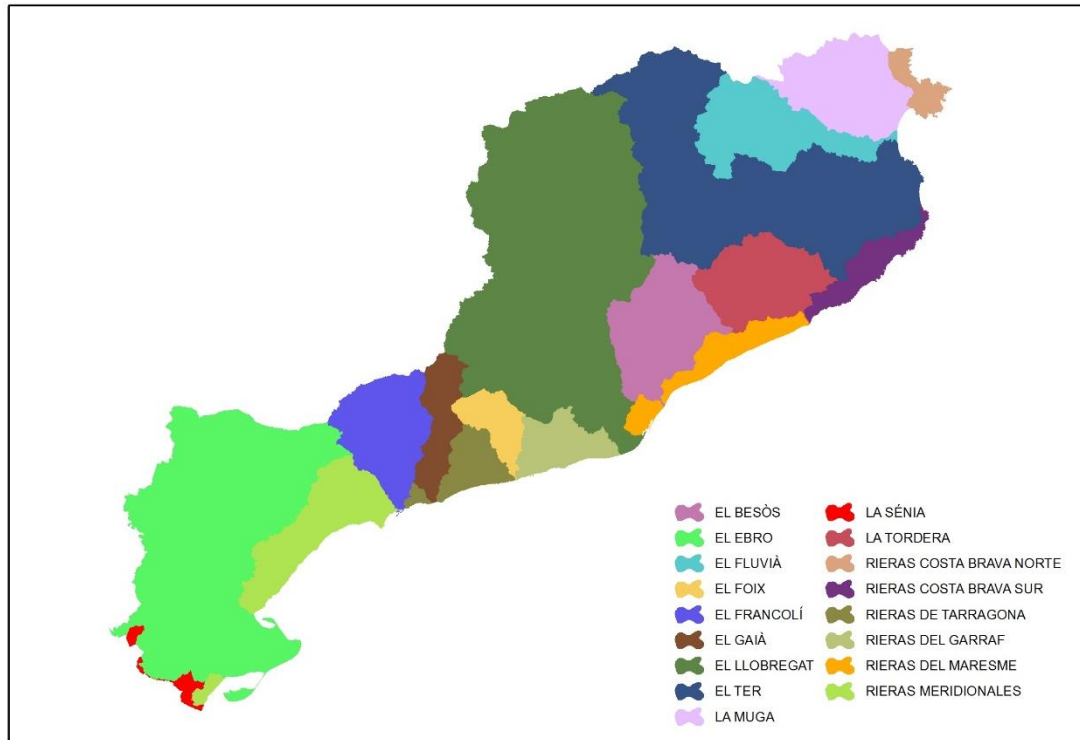 EL BESÒS
EL EBRO
EL FLUVIÀ
EL FOIX
EL FRANCOLÍ
EL GAIÀ
EL LLOBREGAT
EL TER
LA MUGA
LA SÉNIA
LA TORDERA
RIERAS COSTA BRAVA NORTE
RIERAS COSTA BRAVA SUR
RIERAS DE TARRAGONA
RIERAS DEL GARRAF
RIERAS DEL MARESME
RIERAS MERIDIONALES